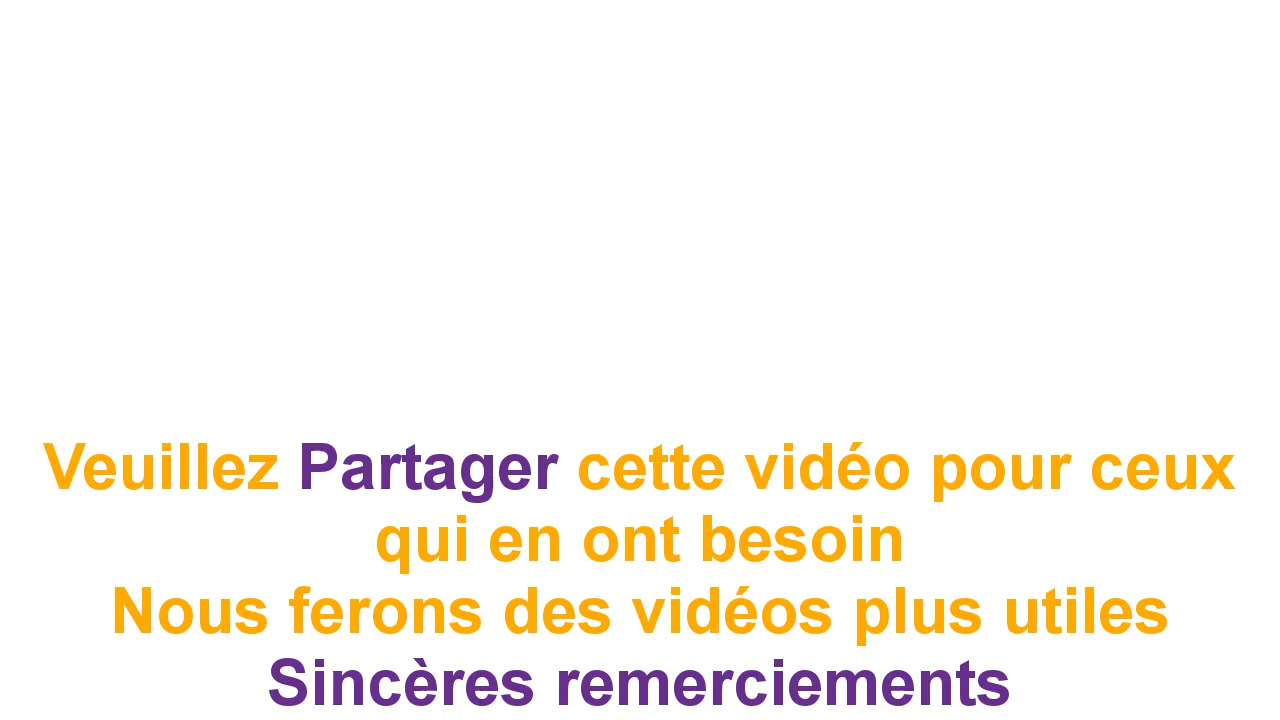 Veuillez Partager cette vidéo pour ceux
qui en ont besoin
Nous ferons des vidéos plus utiles
Sincères remerciements